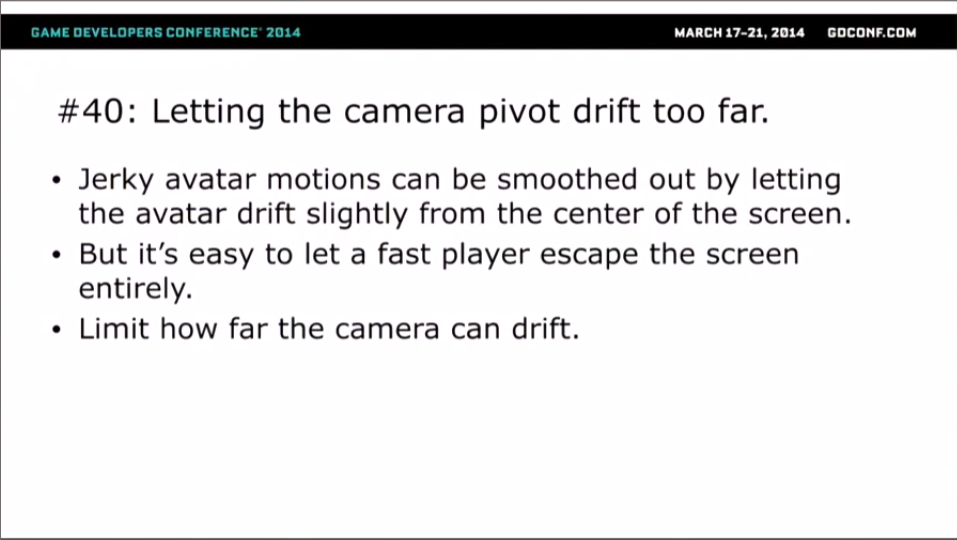 GAME DEVELOPERS CONFERENCE® 2014
MARCH 17–21, 2014 GDCONF.COM
#40: Letting the camera pivot drift too far.
• Jerky avatar motions can be smoothed out by letting
the avatar drift slightly from the center of the screen.
• But it’s easy to let a fast player escape the screen
entirely.
• Limit how far the camera can drift.